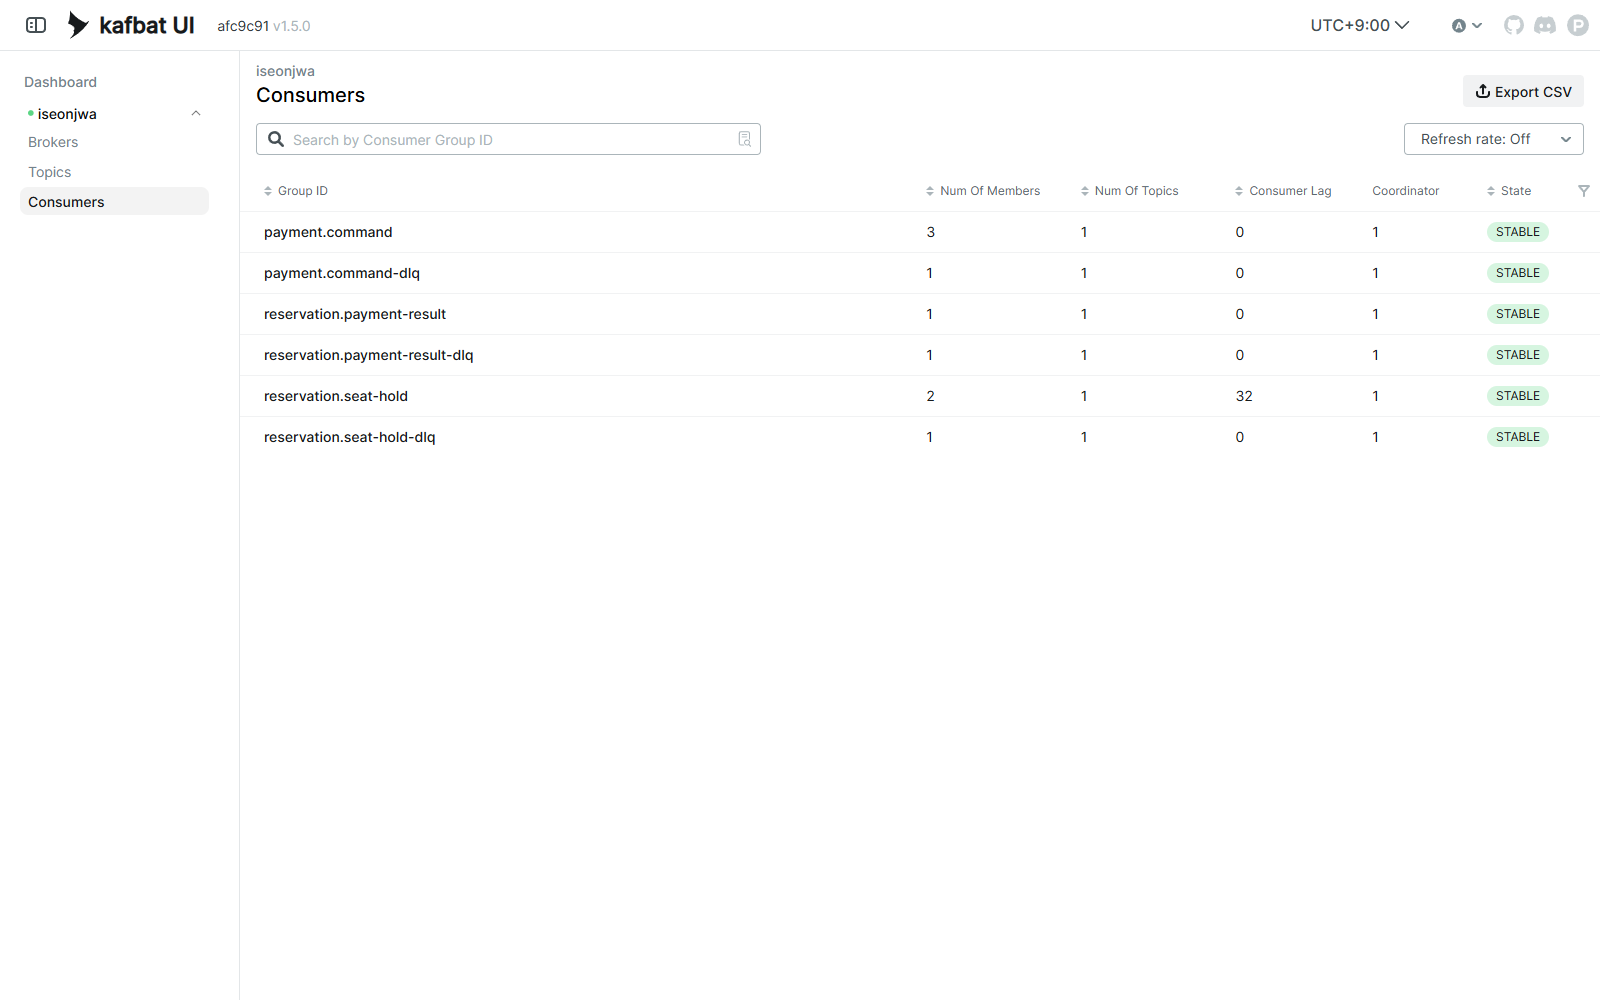 kafbat UI afc9c91 v1.5.0 UTC+9:00 A P
Dashboard
iseonjwa
Brokers
Topics
Consumers
iseonjwa
Consumers
Export CSV
Search by Consumer Group ID
Refresh rate: Off
Group ID Num Of Members Num Of Topics Consumer Lag Coordinator State
payment.command 3 1 0 1 STABLE
payment.command-dlq 1 1 0 1 STABLE
reservation.payment-result 1 1 0 1 STABLE
reservation.payment-result-dlq 1 1 0 1 STABLE
reservation.seat-hold 2 1 32 1 STABLE
reservation.seat-hold-dlq 1 1 0 1 STABLE